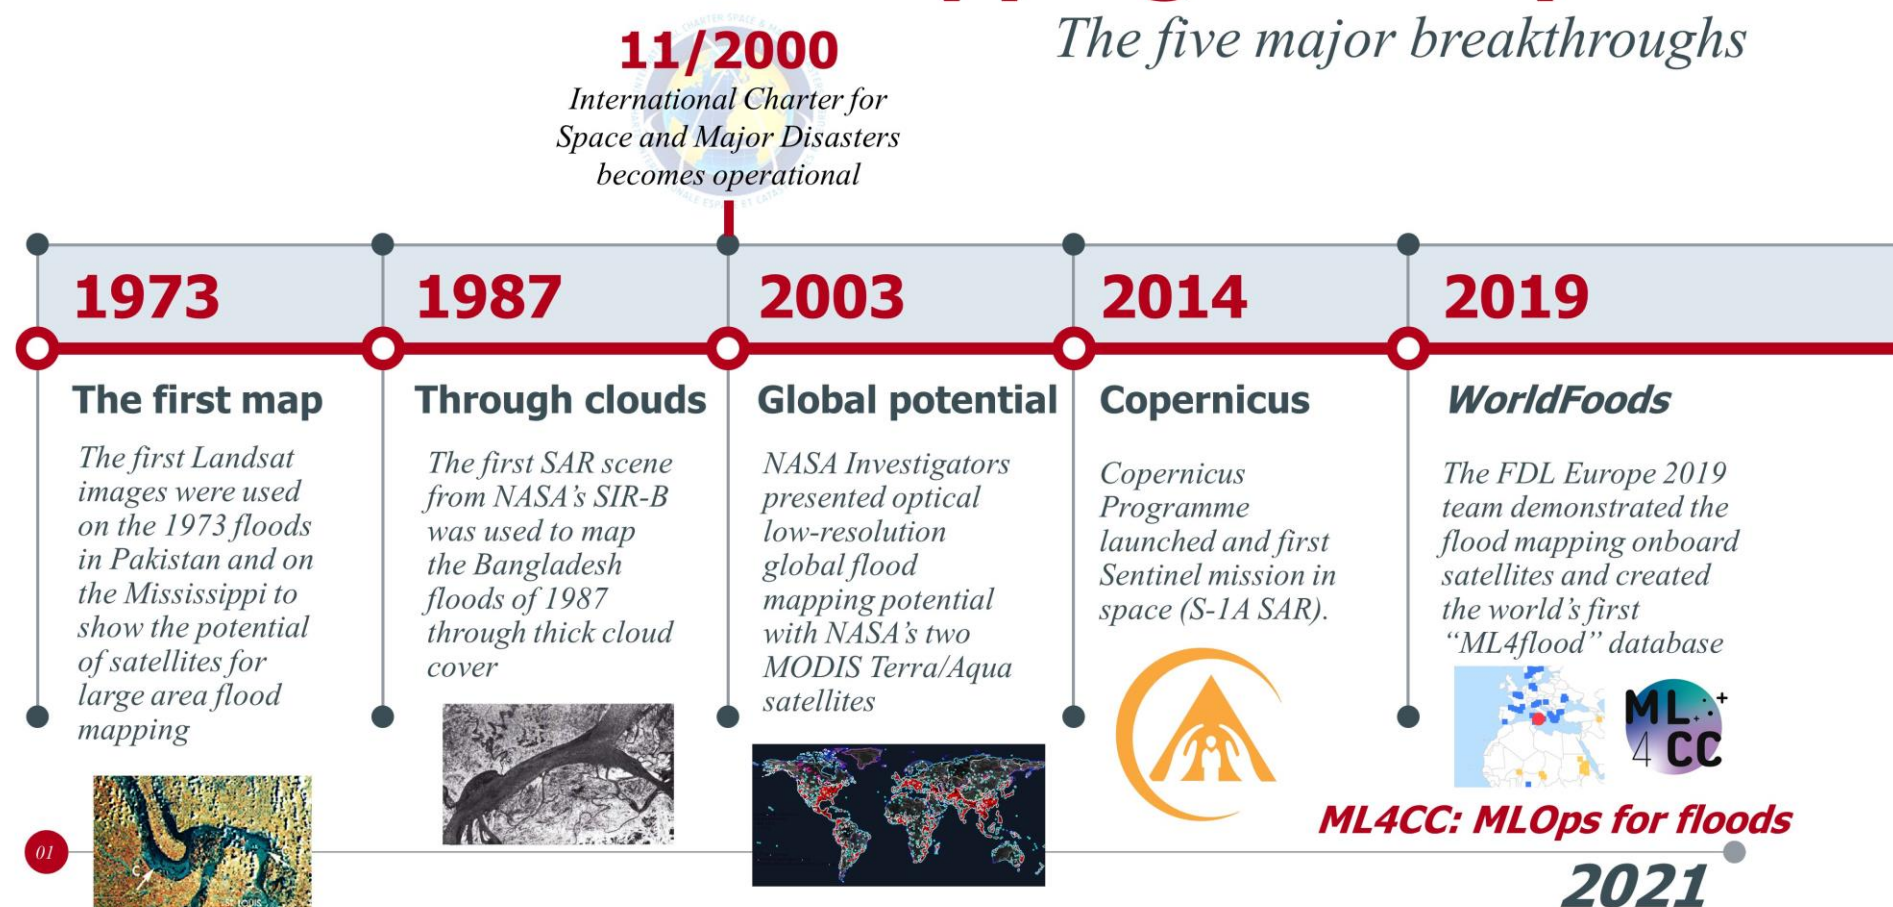 The five major breakthroughs
11/2000
International Charter for
Space and Major Disasters
becomes operational
1973
The first map
The first Landsat
images were used
on the 1973 floods
in Pakistan and on
the Mississippi to
show the potential
of satellites for
large area flood
mapping
1987
Through clouds
The first SAR scene
from NASA’s SIR-B
was used to map
the Bangladesh
floods of 1987
through thick cloud
cover
2003
Global potential
NASA Investigators
presented optical
low-resolution
global flood
mapping potential
with NASA’s two
MODIS Terra/Aqua
satellites
2014
Copernicus
Copernicus
Programme
launched and first
Sentinel mission in
space (S-1A SAR).
2019
WorldFoods
The FDL Europe 2019
team demonstrated the
flood mapping onboard
satellites and created
the world’s first
“ML4flood” database
ML
4 CC
ML4CC: MLOps for floods
2021
01